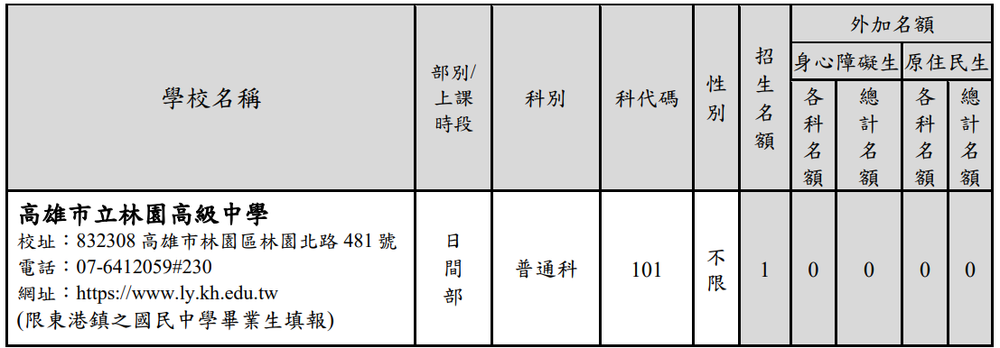 學校名稱
部別/
上課
時段
科別
科代碼
性別
招生名額
外加名額
身心障礙生
原住民生
各科名額
總計名額
各科名額
總計名額
高雄市立林園高級中學
校址：832308 高雄市林園區林園北路 481 號
電話：07-6412059#230
網址：https://www.ly.kh.edu.tw
(限東港鎮之國民中學畢業生填報)
日間部
普通科
101
不限
1
0
0
0
0